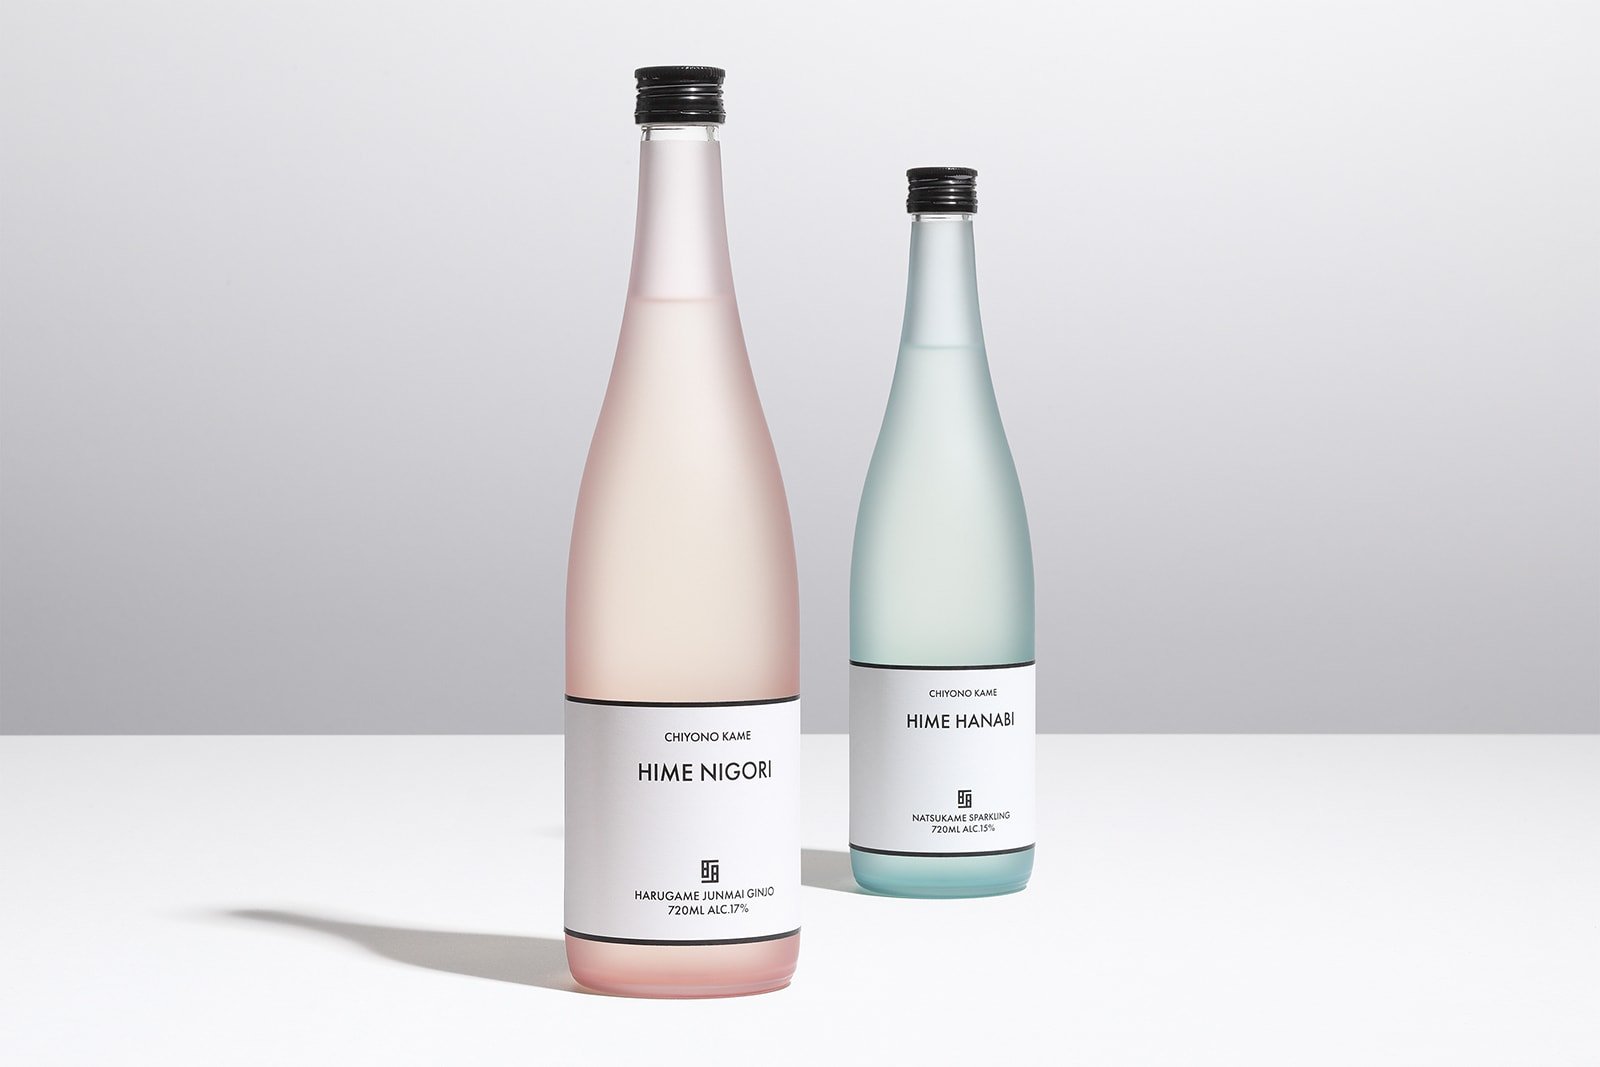 CHIYONO KAME
HIME NIGORI
HARUGAME JUNMAI GINJO
720ML ALC.17%
CHIYONO KAME
HIME HANABI
NATSUKAME SPARKLING
720ML ALC.15%